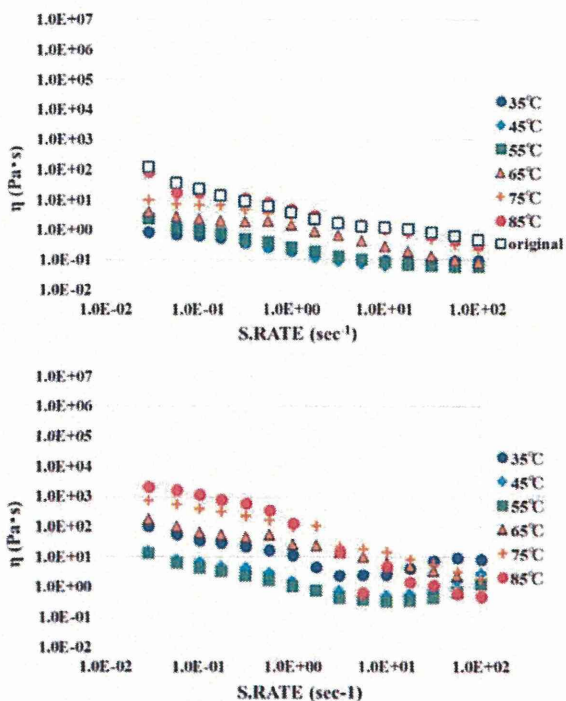 1.0E+07
1.0E+06
1.0E+05
1.0E+04
1.0E+03
1.0E+02
1.0E+01
1.0E+00
1.0E-01
1.0E-02
η (Pa•s)
1.0E-02 1.0E-01 1.0E+00 1.0E+01 1.0E+02
S.RATE (sec-1)
35℃
45℃
55℃
65℃
75℃
85℃
original
1.0E+07
1.0E+06
1.0E+05
1.0E+04
1.0E+03
1.0E+02
1.0E+01
1.0E+00
1.0E-01
1.0E-02
η (Pa•s)
1.0E-02 1.0E-01 1.0E+00 1.0E+01 1.0E+02
S.RATE (sec-1)
35℃
45℃
55℃
65℃
75℃
85℃